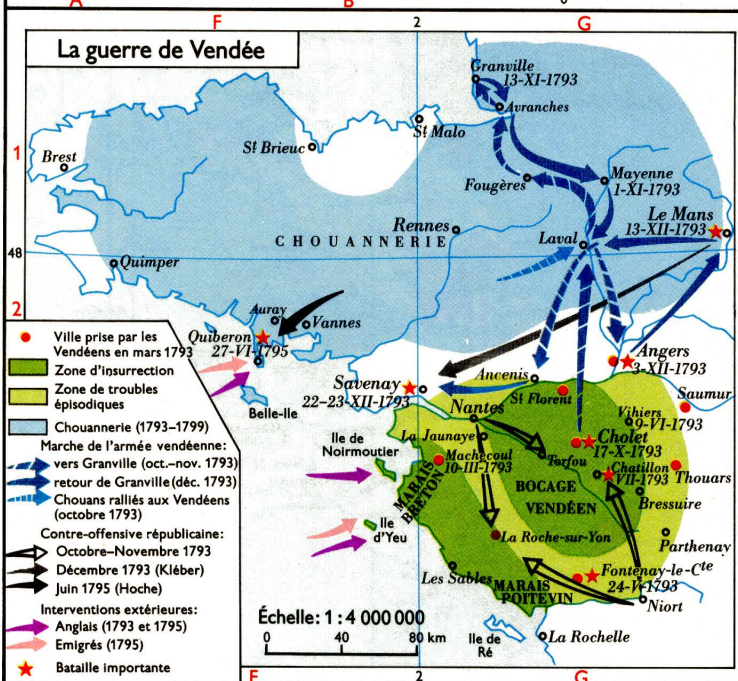 A
B
F
2
G
La guerre de Vendée
Granville
13-XI-1793
Avranches
St Malo
St Brieuc
1
Brest
Fougères
Mayenne
1-XI-1793
Le Mans
13-XII-1793
Rennes
CHOUANNERIE
Laval
48
Quimper
2
Auray
Vannes
Quiberon
27-VI-1795
Belle-Ile
Angers
3-XII-1793
Ancenis
St Florent
Savenay
22-23-XII-1793
Saumur
Nantes
Vihiers
9-VI-1793
La Jaunaye
Cholet
17-X-1793
Ile de
Noirmoutier
Machecoul
10-III-1793
Torfou
Chatillon
VII-1793
Thouars
MARAIS
BRETON
BOCAGE
VENDÉEN
Bressuire
Ile
d'Yeu
La Roche-sur-Yon
Parthenay
Les Sables
MARAIS
POITEVIN
Fontenay-le-Cte
24-V-1793
Niort
La Rochelle
Ile de
Ré
Échelle: 1 : 4 000 000
0 40 80 km
Ville prise par les
Vendéens en mars 1793
Zone d'insurrection
Zone de troubles
épisodiques
Chouannerie (1793–1799)
Marche de l'armée vendéenne:
vers Granville (oct.–nov. 1793)
retour de Granville (déc. 1793)
Chouans ralliés aux Vendéens
(octobre 1793)
Contre-offensive républicaine:
Octobre–Novembre 1793
Décembre 1793 (Kléber)
Juin 1795 (Hoche)
Interventions extérieures:
Anglais (1793 et 1795)
Emigrés (1795)
Bataille importante
F
2
G